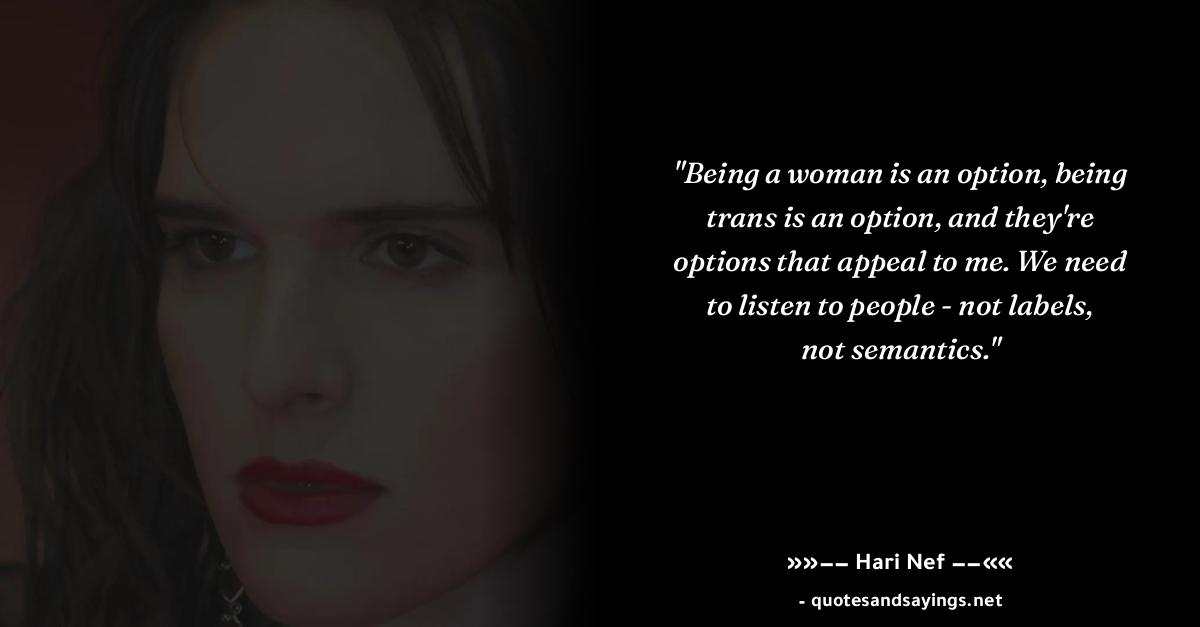 "Being a woman is an option, being
trans is an option, and they're
options that appeal to me. We need
to listen to people - not labels,
not semantics."
»»—— Hari Nef ——««
- quotesandsayings.net